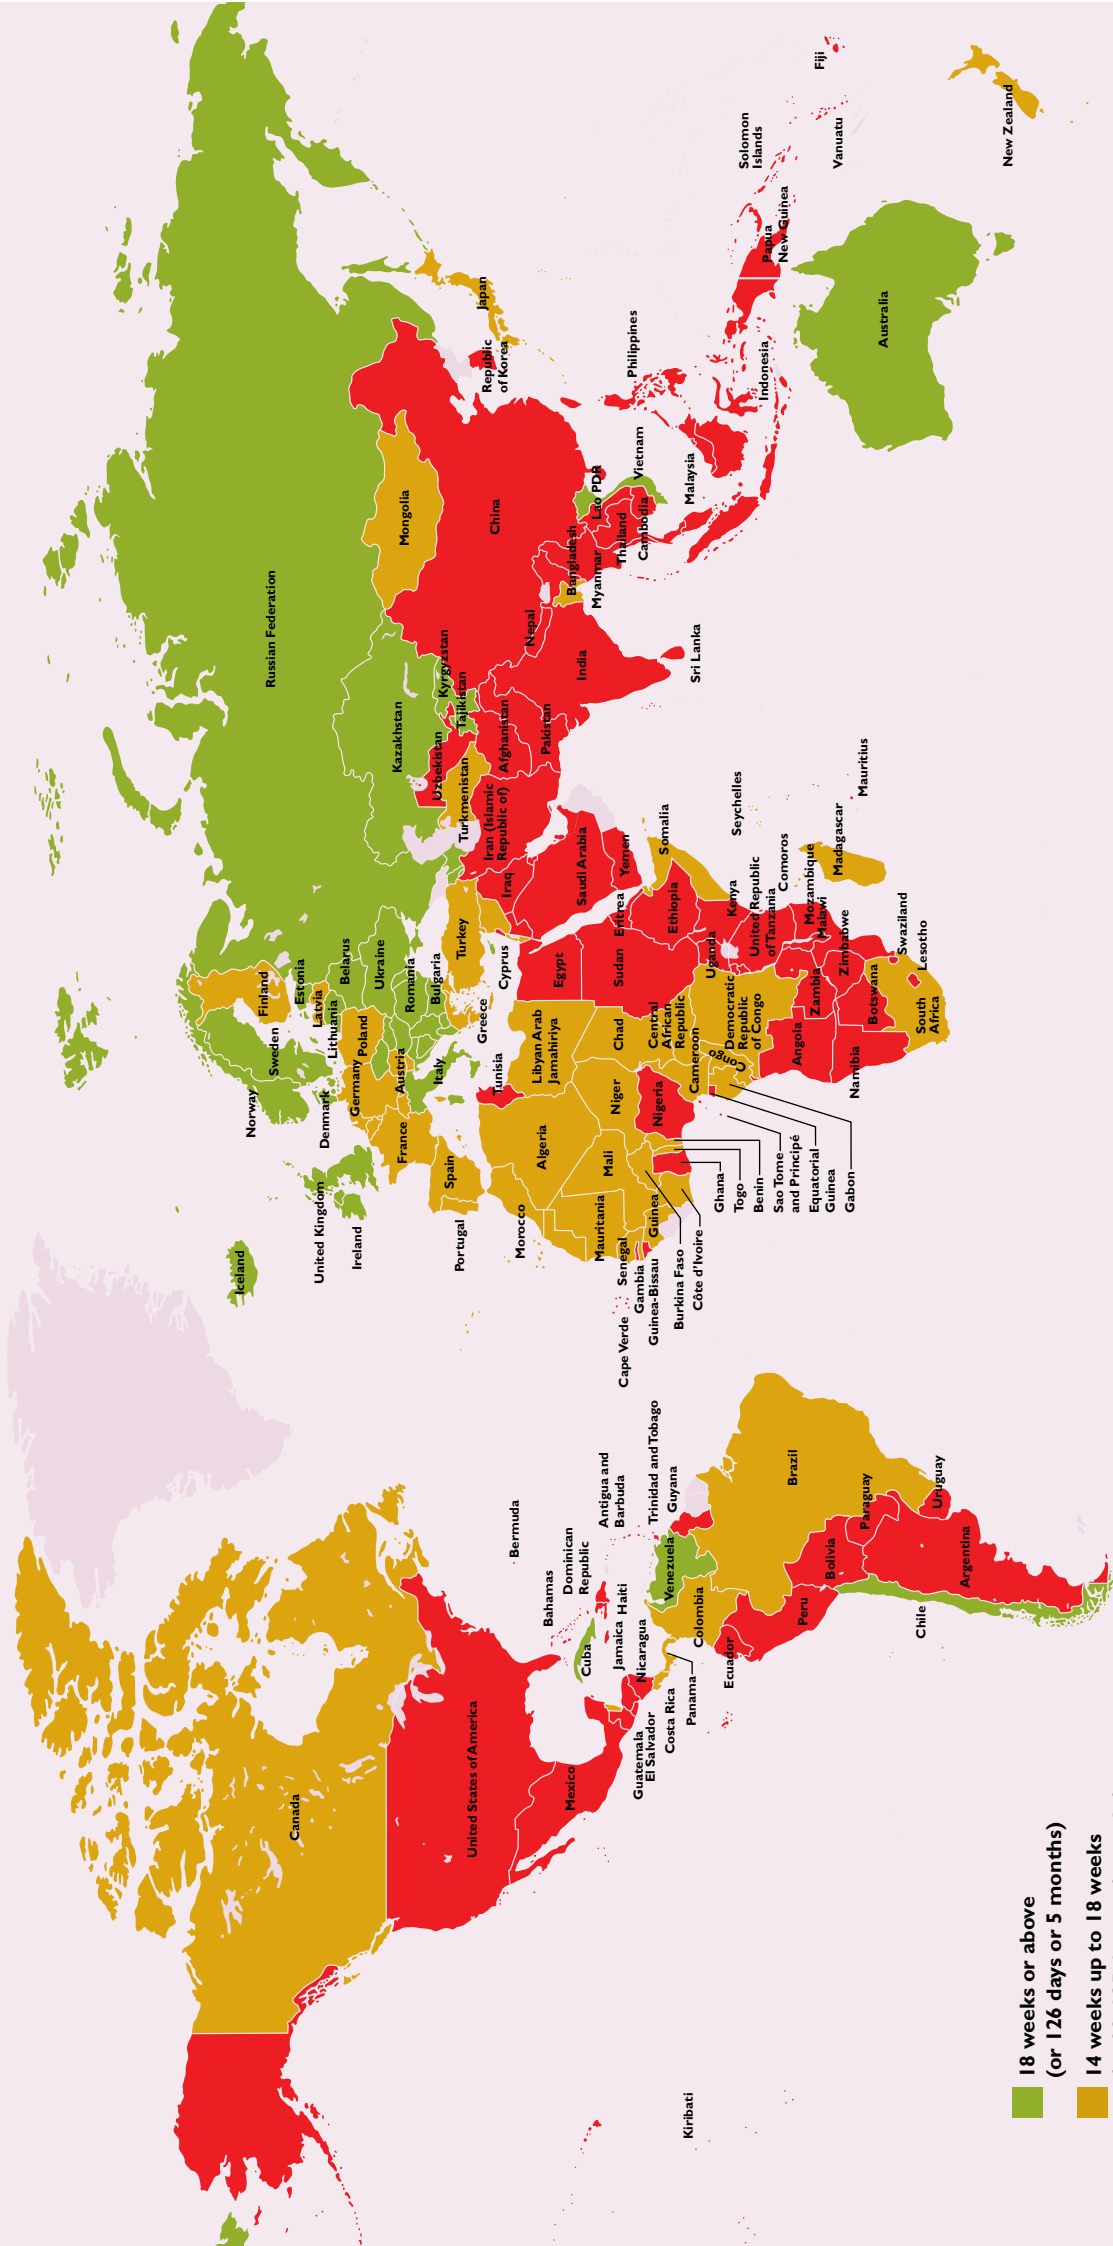 Canada
United States of America
Mexico
Bermuda
Bahamas
Dominican
Republic
Cuba
Jamaica
Haiti
Antigua and
Barbuda
Trinidad and Tobago
Guatemala
El Salvador
Nicaragua
Costa Rica
Panama
Venezuela
Guyana
Colombia
Ecuador
Peru
Brazil
Bolivia
Paraguay
Uruguay
Argentina
Chile
Kiribati
Iceland
Norway
Sweden
Finland
Estonia
Latvia
Lithuania
Denmark
United Kingdom
Ireland
Belarus
Ukraine
Poland
Germany
Austria
France
Romania
Bulgaria
Italy
Spain
Portugal
Greece
Turkey
Cyprus
Russian Federation
Kazakhstan
Uzbekistan
Kyrgyzstan
Tajikistan
Turkmenistan
Mongolia
China
Japan
Republic
of Korea
Iran (Islamic
Republic of)
Iraq
Afghanistan
Pakistan
Nepal
India
Bangladesh
Myanmar
Sri Lanka
Lao PDR
Vietnam
Thailand
Cambodia
Philippines
Malaysia
Indonesia
Papua
New Guinea
Solomon
Islands
Vanuatu
Fiji
Australia
New Zealand
Saudi Arabia
Yemen
Tunisia
Morocco
Algeria
Libyan Arab
Jamahiriya
Egypt
Mauritania
Mali
Niger
Chad
Sudan
Eritrea
Ethiopia
Somalia
Cape Verde
Senegal
Gambia
Guinea-Bissau
Guinea
Burkina Faso
Côte d'Ivoire
Ghana
Togo
Benin
Nigeria
Cameroon
Central
African
Republic
Sao Tome
and Principé
Equatorial
Guinea
Gabon
Congo
Democratic
Republic
of Congo
Uganda
Kenya
United Republic
of Tanzania
Seychelles
Comoros
Mozambique
Malawi
Madagascar
Mauritius
Angola
Zambia
Zimbabwe
Namibia
Botswana
South
Africa
Swaziland
Lesotho
18 weeks or above
(or 126 days or 5 months)
14 weeks up to 18 weeks